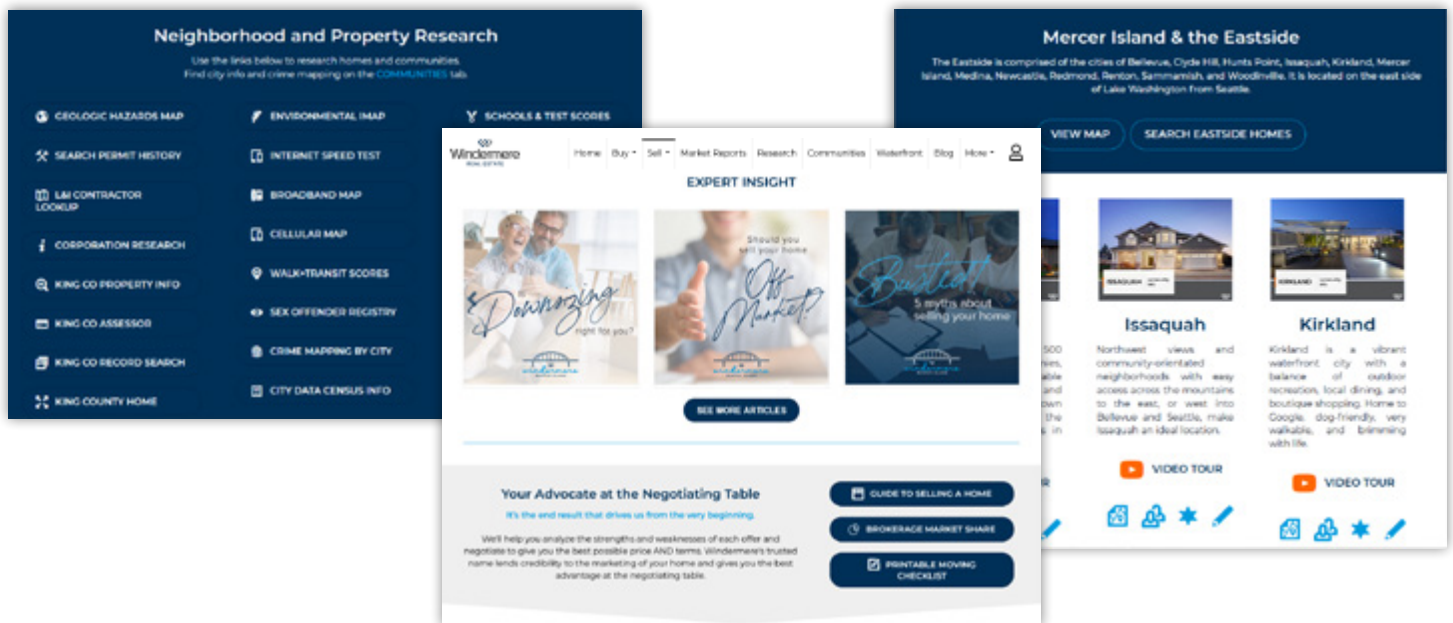 Neighborhood and Property Research
Use the links below to research homes and communities.
Find city info and crime mapping on the COMMUNITIES tab.
GEOLOGIC HAZARDS MAP
SEARCH PERMIT HISTORY
L&I CONTRACTOR
LOOKUP
CORPORATION RESEARCH
KING CO PROPERTY INFO
KING CO ASSESSOR
KING CO RECORD SEARCH
KING COUNTY HOME
ENVIRONMENTAL IMAP
INTERNET SPEED TEST
BROADBAND MAP
CELLULAR MAP
WALK+TRANSIT SCORES
SEX OFFENDER REGISTRY
CRIME MAPPING BY CITY
CITY DATA CENSUS INFO
SCHOOLS & TEST SCORES
Windermere
REAL ESTATE
Home Buy Sell Market Reports Research Communities Waterfront Blog More
EXPERT INSIGHT
Downsizing
right for you?
windermere
Should you
sell your home
Off
Market?
windermere
Busted!
5 myths about
selling your home
windermere
SEE MORE ARTICLES
Your Advocate at the Negotiating Table
It's the end result that drives us from the very beginning.
We'll help you analyze the strengths and weaknesses of each offer and
negotiate to give you the best possible price AND terms. Windermere's trusted
name lends credibility to the marketing of your home and gives you the best
advantage at the negotiating table.
GUIDE TO SELLING A HOME
BROKERAGE MARKET SHARE
PRINTABLE MOVING
CHECKLIST
Mercer Island & the Eastside
The Eastside is comprised of the cities of Bellevue, Clyde Hill, Hunts Point, Issaquah, Kirkland, Mercer
Island, Medina, Newcastle, Redmond, Renton, Sammamish, and Woodinville. It is located on the east side
of Lake Washington from Seattle.
VIEW MAP
SEARCH EASTSIDE HOMES
500
able
and
own
the
in
ISSAQUAH
Issaquah
Northwest views and
community-orientated
neighborhoods with easy
access across the mountains
to the east, or west into
Bellevue and Seattle, make
Issaquah an ideal location.
VIDEO TOUR
KIRKLAND
Kirkland
Kirkland is a vibrant
waterfront city with a
balance of outdoor
recreation, local dining, and
boutique shopping. Home to
Google, dog-friendly, very
walkable, and brimming
with life.
VIDEO TOUR